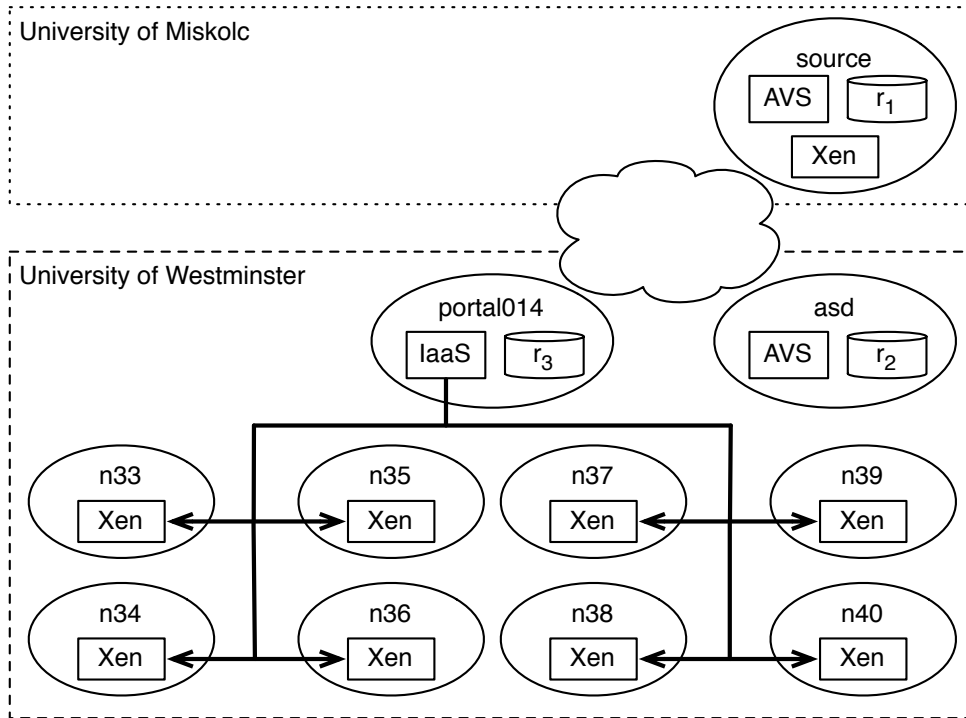 University of Miskolc
source
AVS
r1
Xen
University of Westminster
portal014
IaaS
r3
asd
AVS
r2
n33
Xen
n35
Xen
n37
Xen
n39
Xen
n34
Xen
n36
Xen
n38
Xen
n40
Xen